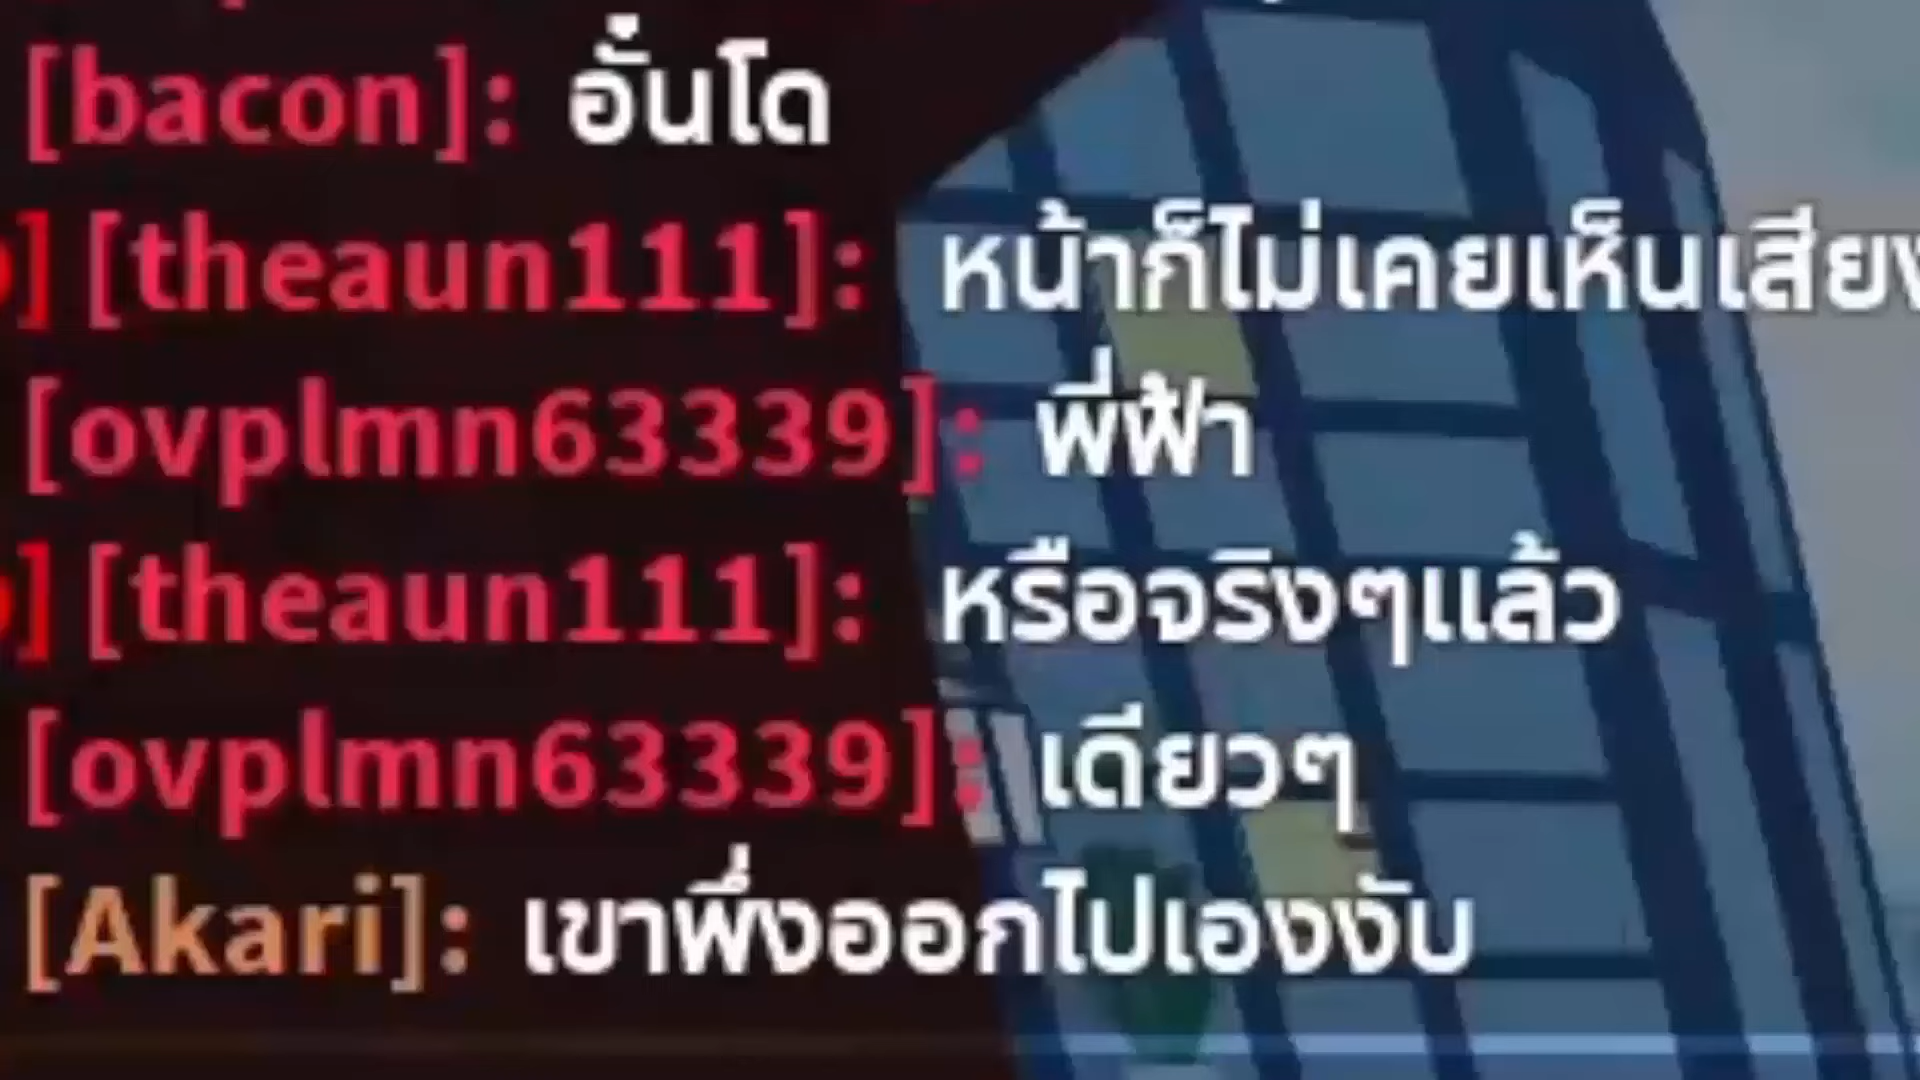 [bacon]: อั่นโด
] [theaun111]: หน้าก็ไม่เคยเห็นเสียง
[ovplmn63339]: พี่ฟ้า
] [theaun111]: หรือจริงๆแล้ว
[ovplmn63339]: เดียวๆ
[Akari]: เขาพึ่งออกไปเองงับ